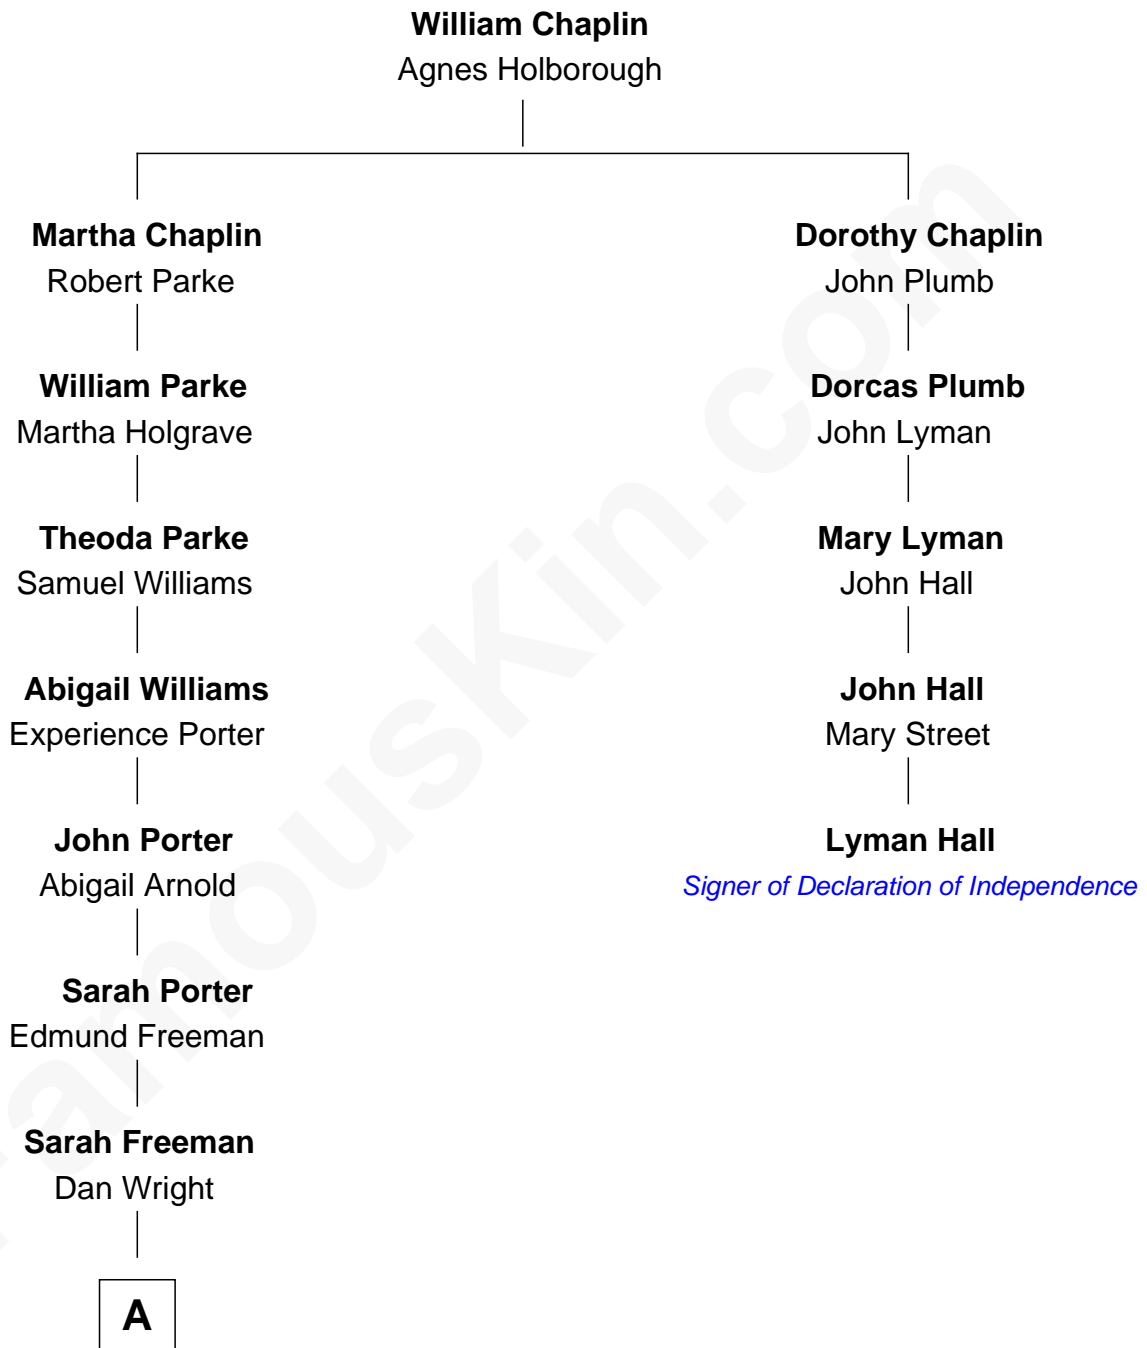 William Chaplin
Agnes Holborough
Martha Chaplin
Robert Parke
Dorothy Chaplin
John Plumb
William Parke
Martha Holgrave
Dorcas Plumb
John Lyman
Theoda Parke
Samuel Williams
Mary Lyman
John Hall
Abigail Williams
Experience Porter
John Hall
Mary Street
John Porter
Abigail Arnold
Lyman Hall
Signer of Declaration of Independence
Sarah Porter
Edmund Freeman
Sarah Freeman
Dan Wright
A
FamousKin.com